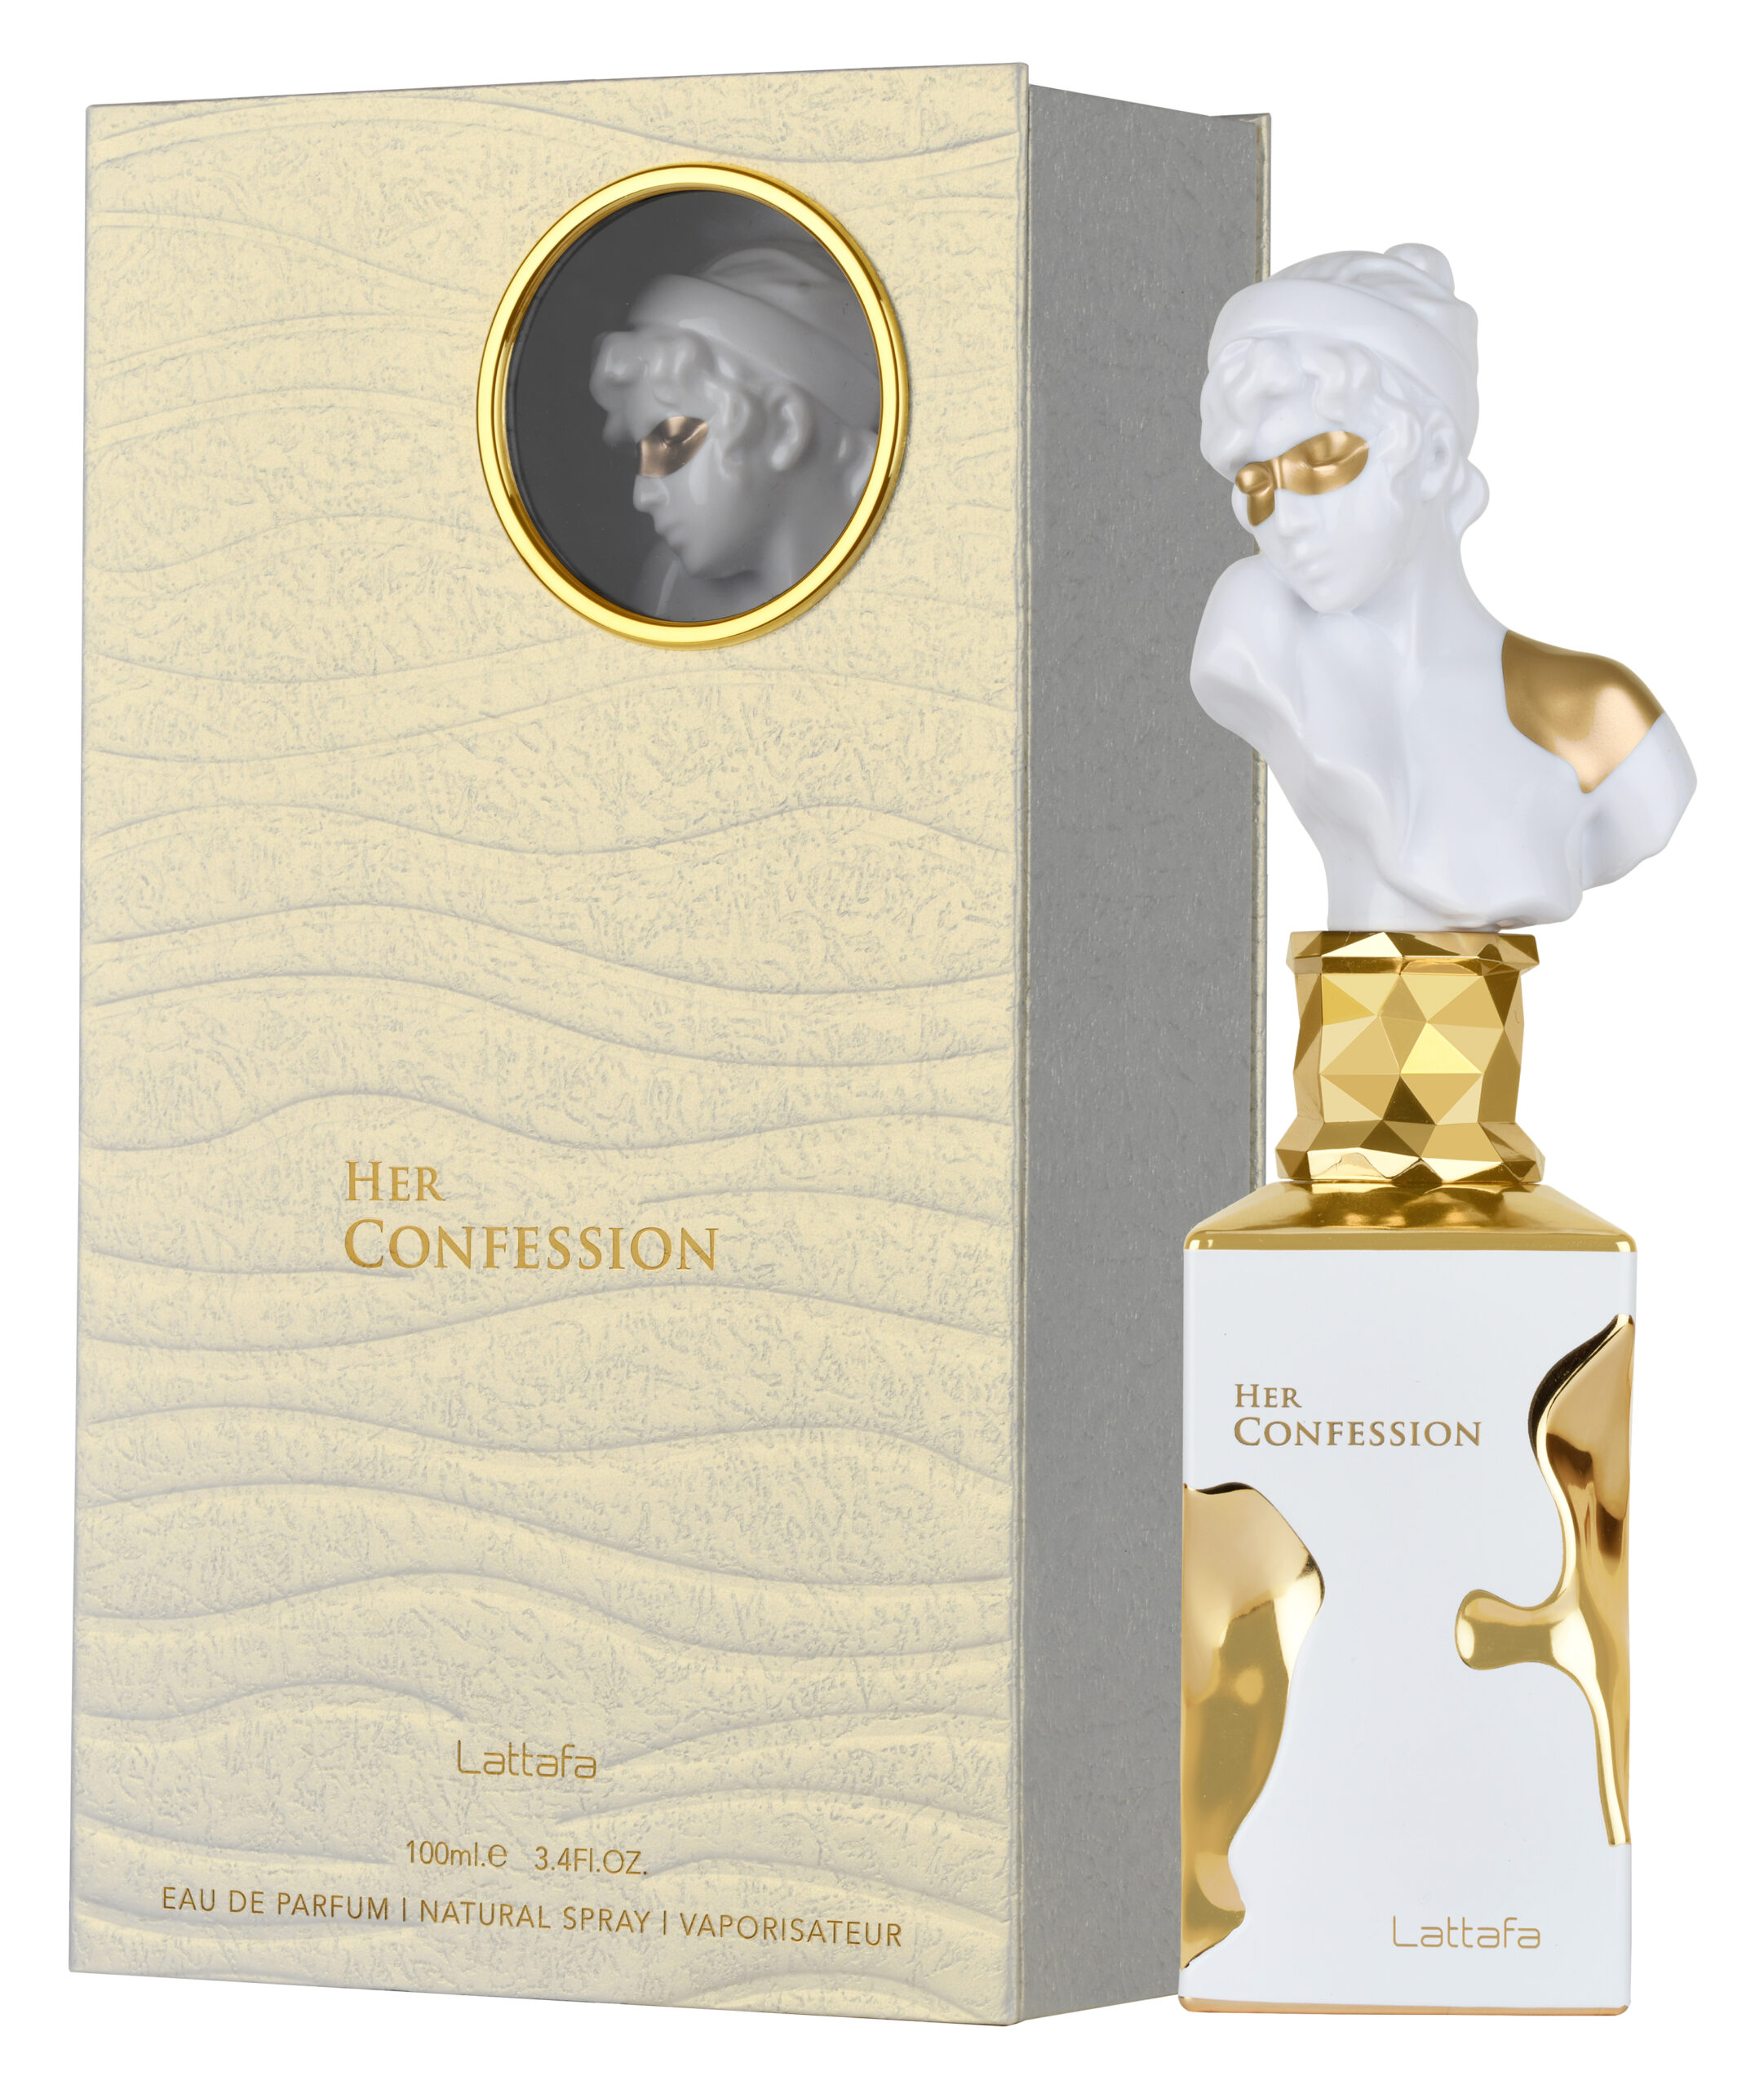 HER
CONFESSION
Lattafa
100ml.e 3.4Fl.OZ.
EAU DE PARFUM | NATURAL SPRAY | VAPORISATEUR
HER
CONFESSION
Lattafa